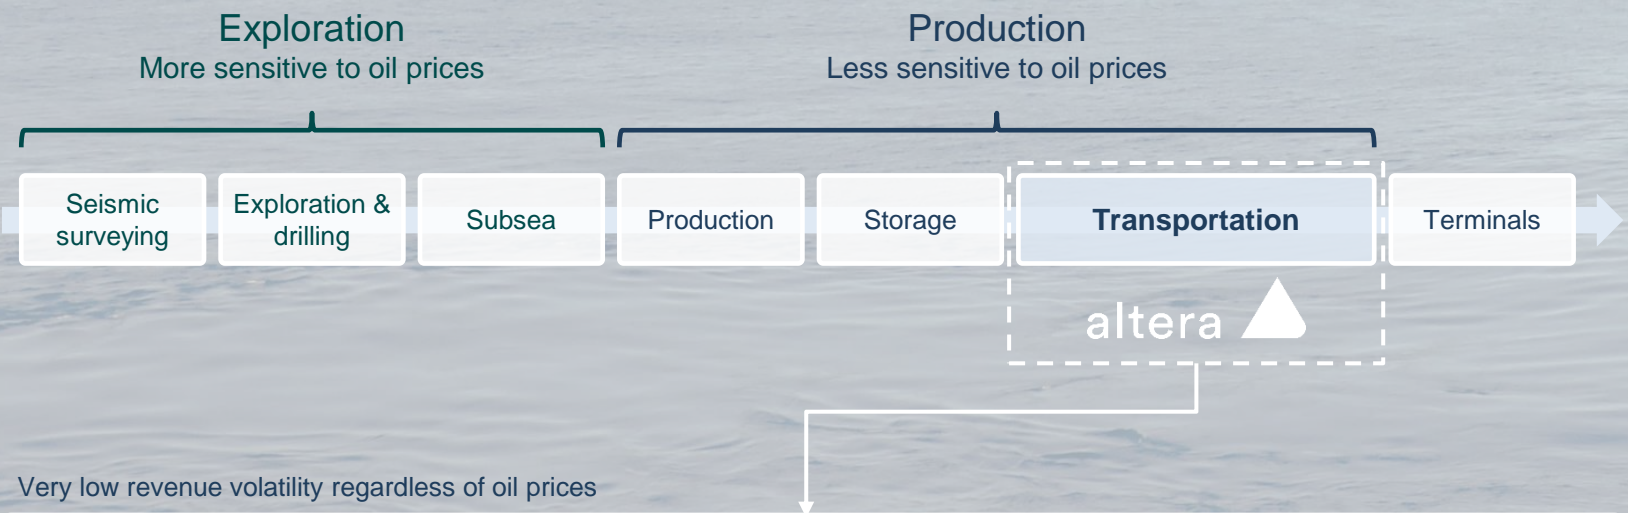 Exploration
More sensitive to oil prices
Production
Less sensitive to oil prices
Seismic
surveying
Exploration &
drilling
Subsea
Production
Storage
Transportation
Terminals
altera
Very low revenue volatility regardless of oil prices